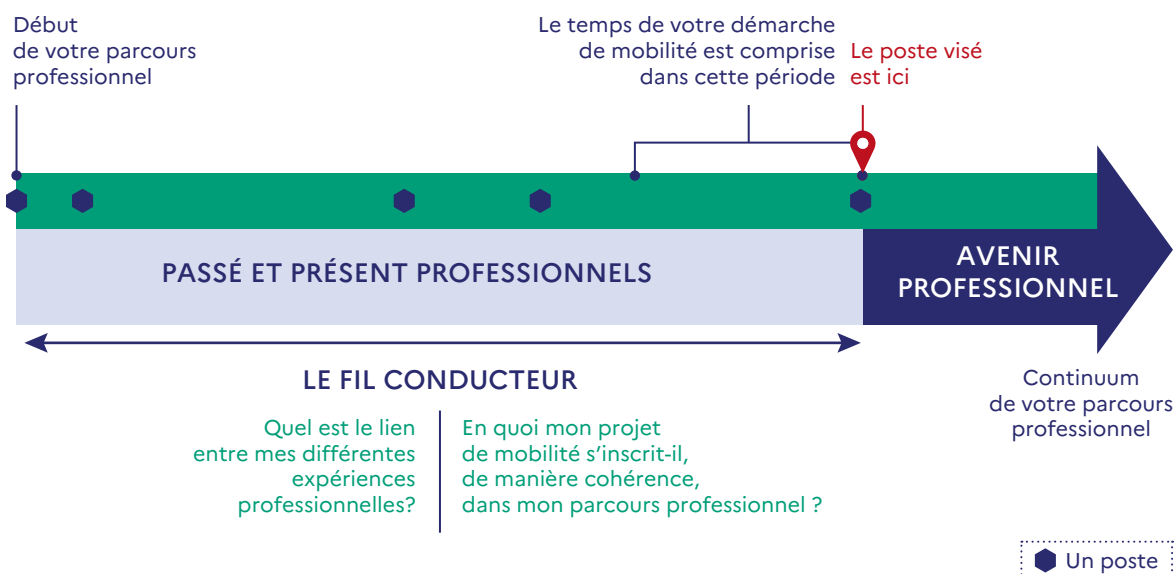 Début
de votre parcours
professionnel
Le temps de votre démarche
de mobilité est comprise
dans cette période
Le poste visé
est ici
PASSÉ ET PRÉSENT PROFESSIONNELS
AVENIR
PROFESSIONNEL
LE FIL CONDUCTEUR
Quel est le lien
entre mes différentes
expériences
professionnelles?
En quoi mon projet
de mobilité s'inscrit-il,
de manière cohérence,
dans mon parcours professionnel ?
Continuum
de votre parcours
professionnel
Un poste